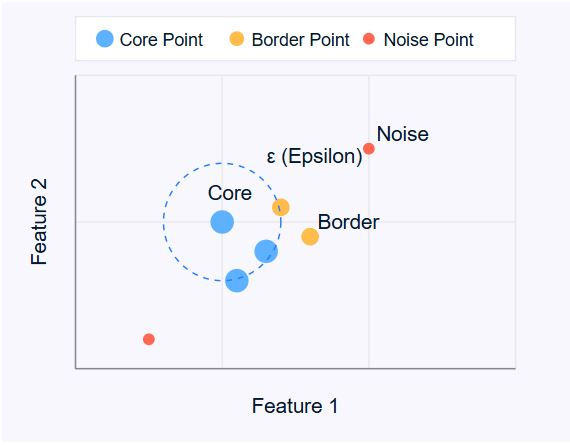 Core Point Border Point Noise Point
Noise
ε (Epsilon)
Core
Border
Feature 2
Feature 1